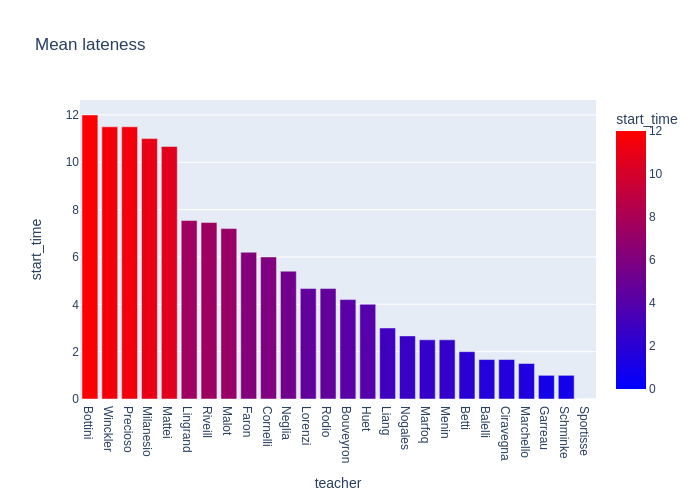 Mean lateness
start_time
12
10
8
6
4
2
0
start_time
12
10
8
6
4
2
0
Bottini
Winckler
Precioso
Milanesio
Mattei
Lingrand
Riveill
Malot
Faron
Cornelli
Neglia
Lorenzi
Rodio
Bouveyron
Huet
Liang
Nogales
Marfoq
Menin
Betti
Balelli
Ciravegna
Marchello
Garreau
Schminke
Sportisse
teacher